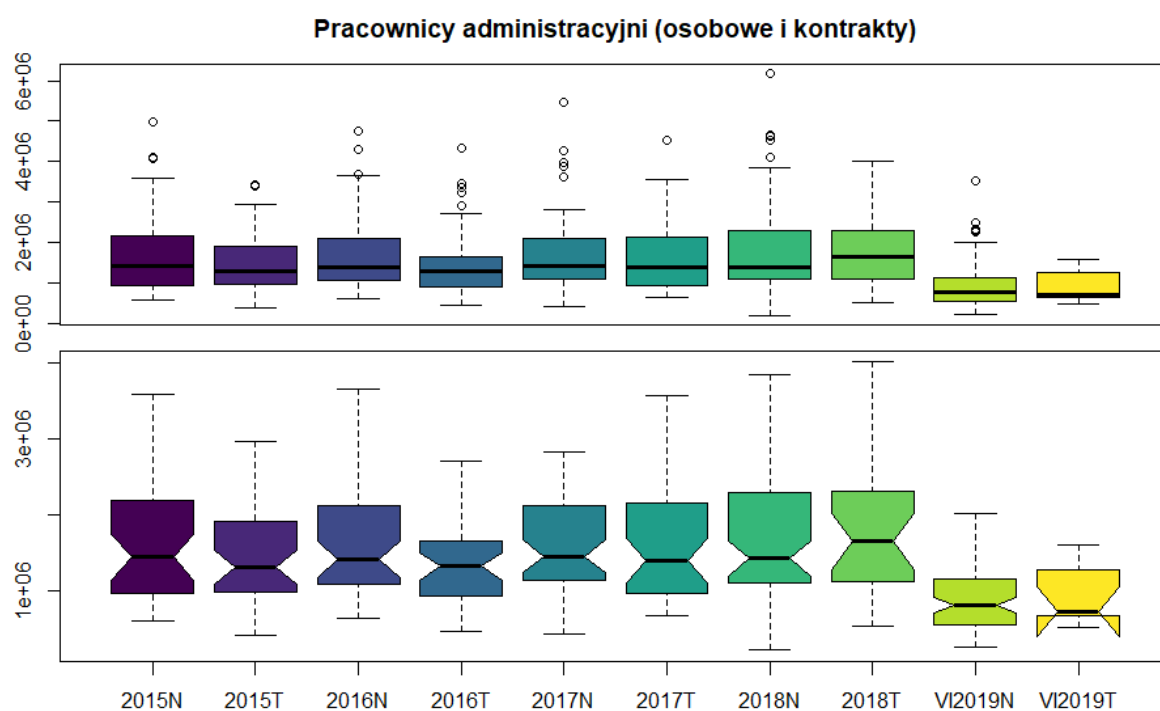 Pracownicy administracyjni (osobowe i kontrakty)
6e+06
4e+06
2e+06
0e+00
3e+06
1e+06
2015N 2015T 2016N 2016T 2017N 2017T 2018N 2018T VI2019N VI2019T